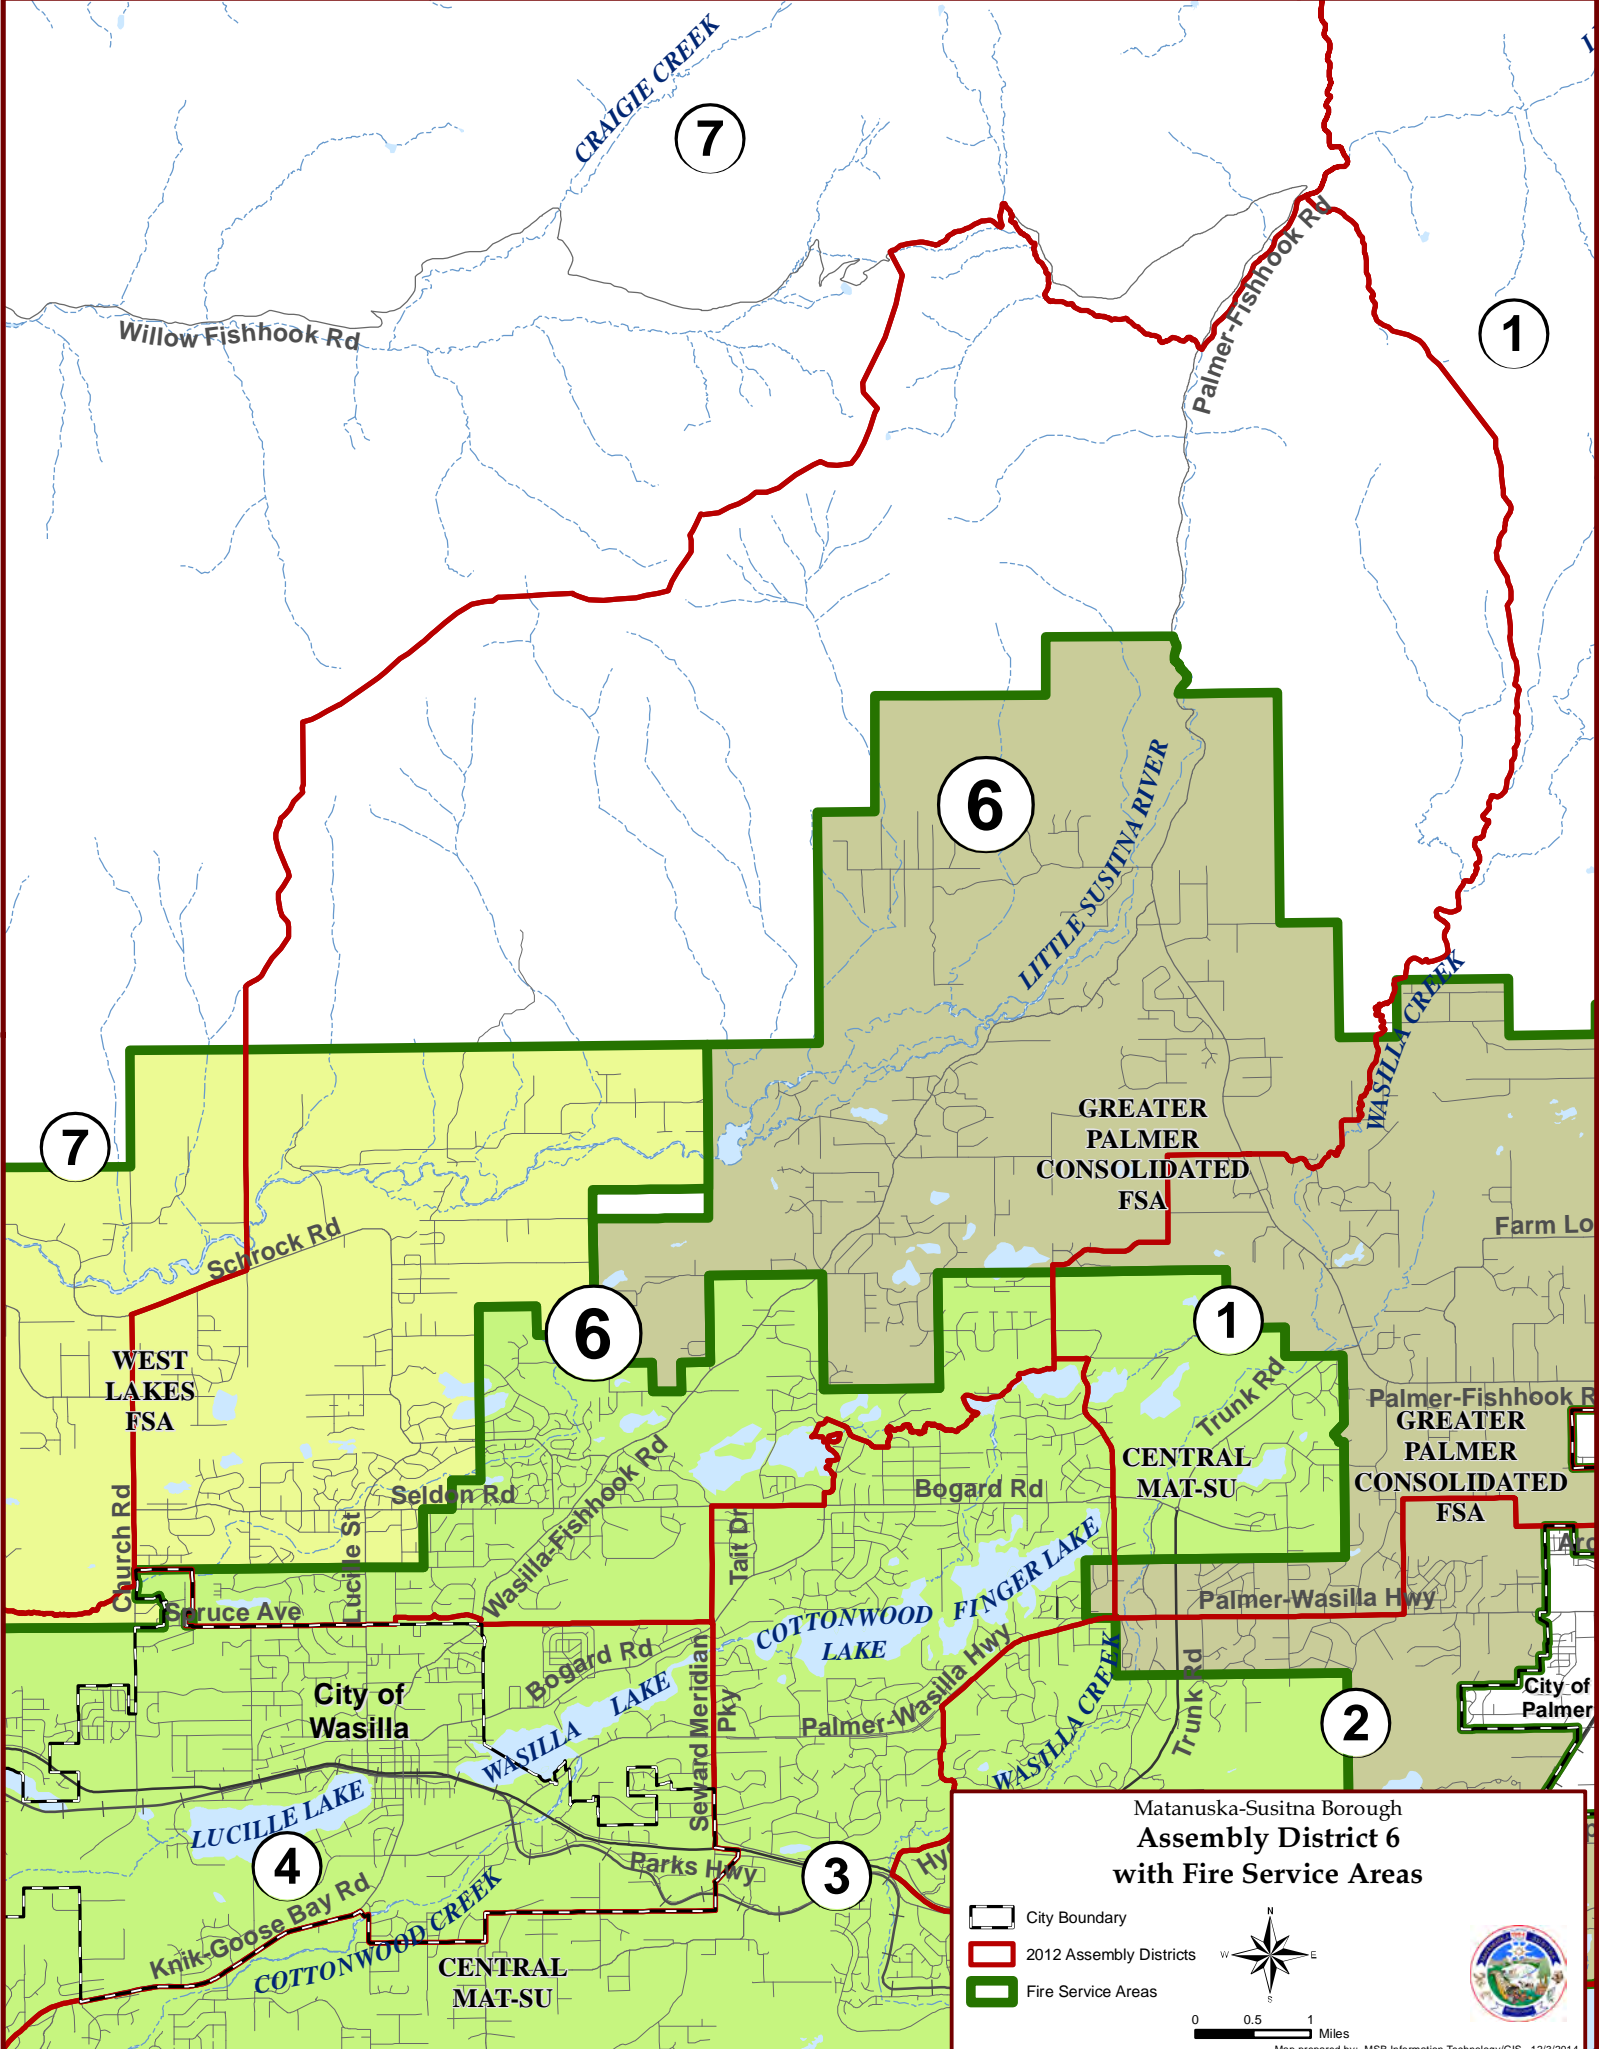 CRAIGIE CREEK
7
Palmer-Fishhook Rd
1
Willow Fishhook Rd
6
LITTLE SUSITNA RIVER
WASILLA CREEK
7
GREATER
PALMER
CONSOLIDATED
FSA
Farm Lo
Schrock Rd
6
1
WEST
LAKES
FSA
Trunk Rd
Palmer-Fishhook R
GREATER
PALMER
CONSOLIDATED
FSA
CENTRAL
MAT-SU
Church Rd
Seldon Rd
Lucille St
Wasilla-Fishhook Rd
Bogard Rd
Tait Dr
FINGER LAKE
Arc
Spruce Ave
COTTONWOOD
LAKE
Palmer-Wasilla Hwy
Bogard Rd
City of
Wasilla
WASILLA LAKE
Seward Meridian
Pky
Palmer-Wasilla Hwy
WASILLA CREEK
Trunk Rd
City of
Palmer
2
LUCILLE LAKE
4
Parks Hwy
3
Hy
Knik-Goose Bay Rd
COTTONWOOD CREEK
CENTRAL
MAT-SU
Matanuska-Susitna Borough
Assembly District 6
with Fire Service Areas
City Boundary
2012 Assembly Districts
Fire Service Areas
N
W
E
S
0 0.5 1
Miles